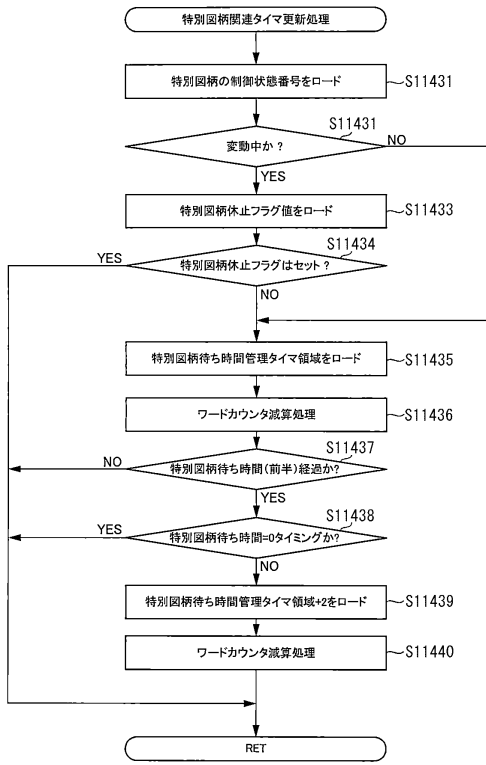 特別図柄関連タイマ更新処理
特別図柄の制御状態番号をロード
S11431
S11431
変動中か?
NO
YES
特別図柄休止フラグ値をロード
S11433
S11434
YES
特別図柄休止フラグはセット?
NO
特別図柄待ち時間管理タイマ領域をロード
S11435
ワードカウンタ減算処理
S11436
S11437
NO
特別図柄待ち時間(前半)経過か?
YES
S11438
YES
特別図柄待ち時間=0タイミングか?
NO
特別図柄待ち時間管理タイマ領域+2をロード
S11439
ワードカウンタ減算処理
S11440
RET